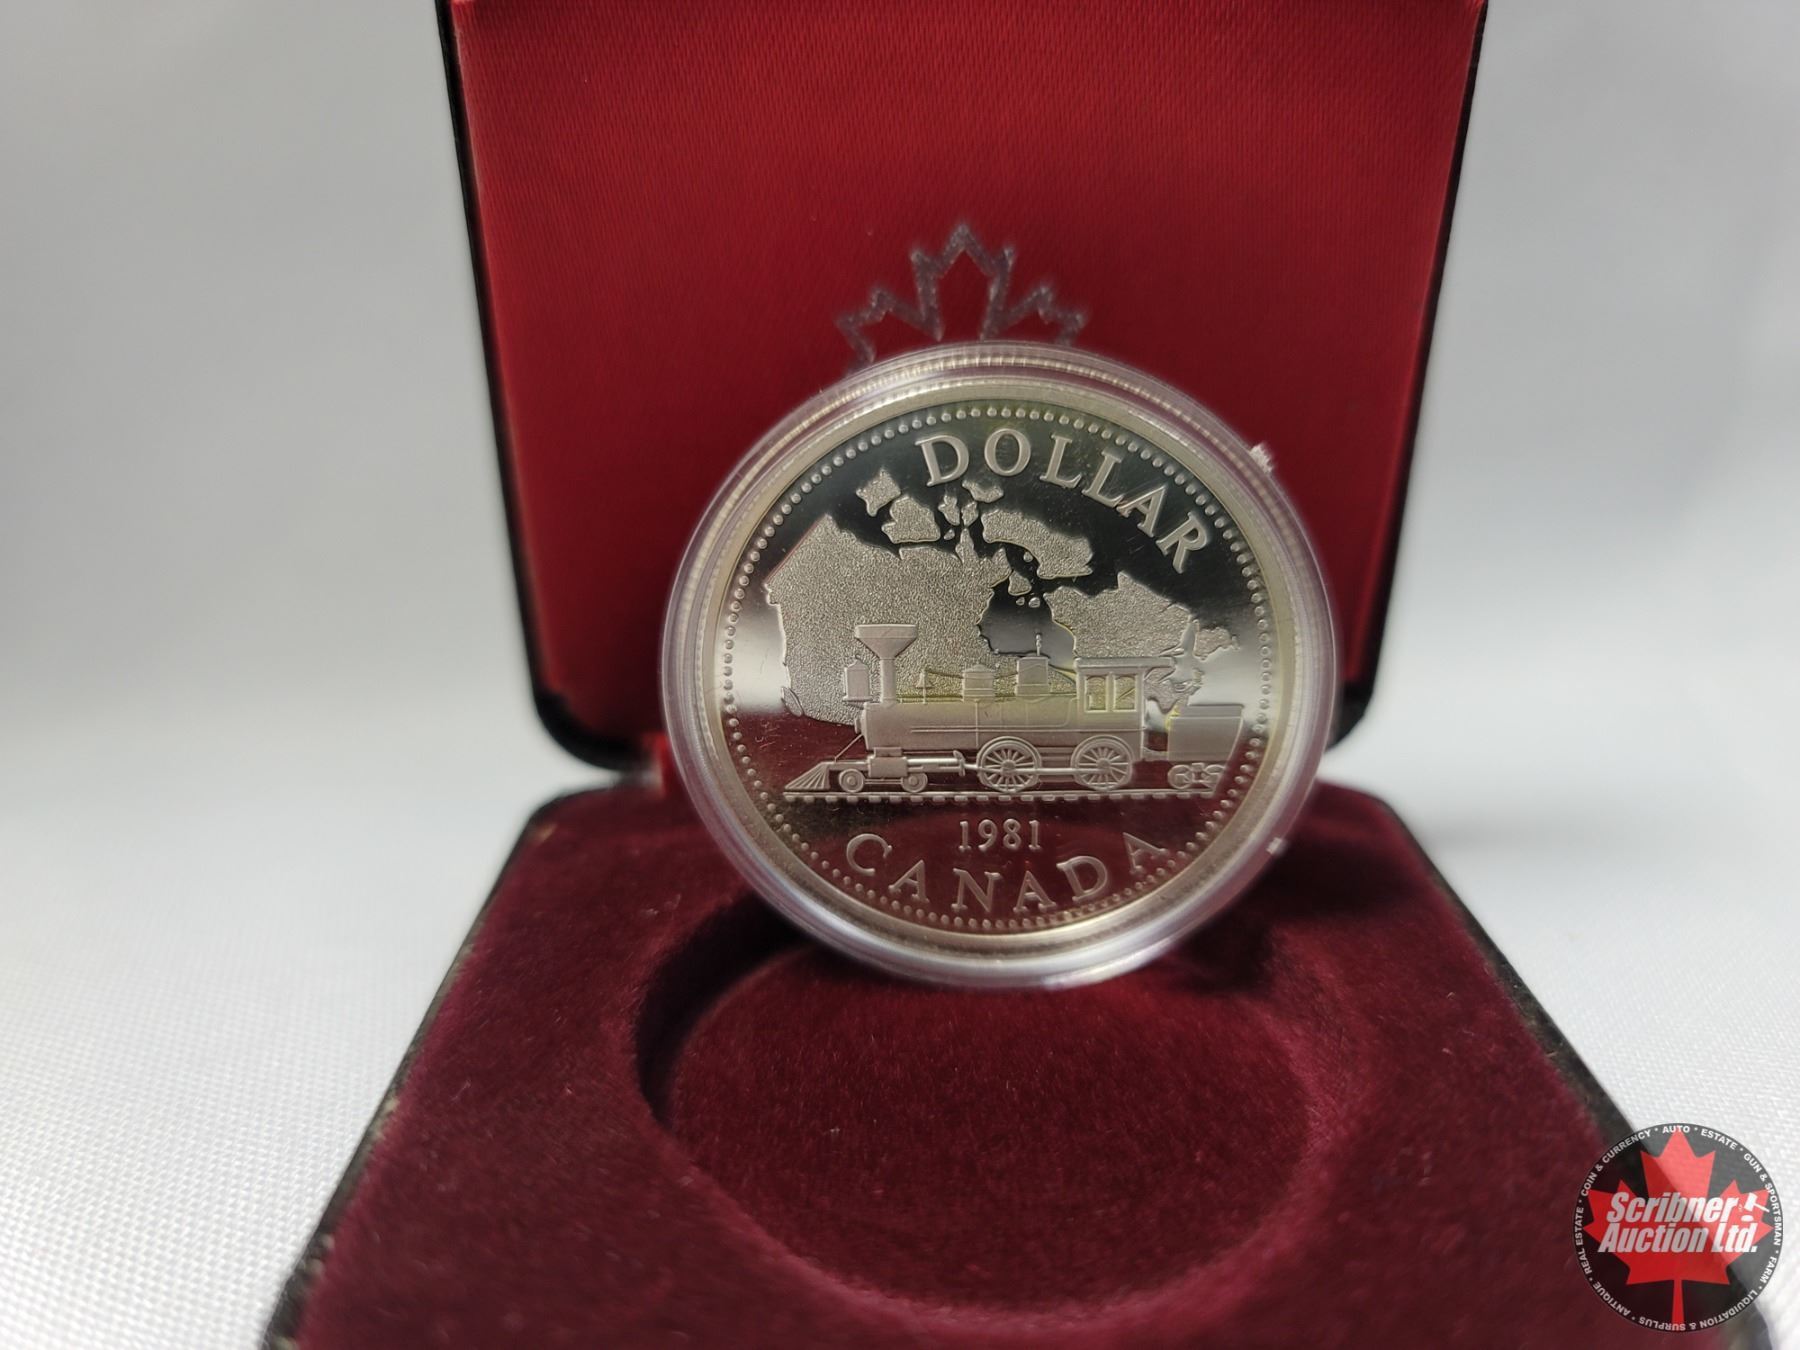 DOLLAR
1981
CANADA
COIN & CURRENCY • AUTO • ESTATE • GUN & SPORTSMAN • FARM • LIQUIDATION & SURPLUS • ANTIQUE • REAL ESTATE •
Scribner
Auction Ltd.